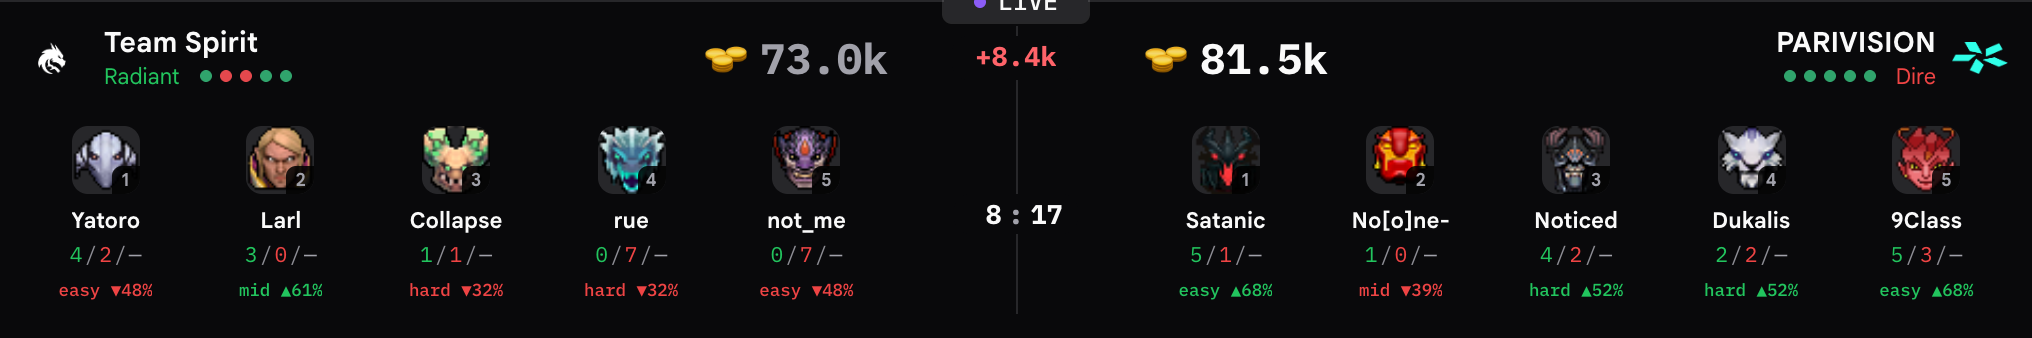 LIVE
Team Spirit
Radiant
73.0k
+8.4k
81.5k
PARIVISION
Dire
1
2
3
4
5
1
2
3
4
5
Yatoro
Larl
Collapse
rue
not_me
8 : 17
Satanic
No[o]ne-
Noticed
Dukalis
9Class
4/2/—
3/0/—
1/1/—
0/7/—
0/7/—
5/1/—
1/0/—
4/2/—
2/2/—
5/3/—
easy ▼48%
mid ▲61%
hard ▼32%
hard ▼32%
easy ▼48%
easy ▲68%
mid ▼39%
hard ▲52%
hard ▲52%
easy ▲68%